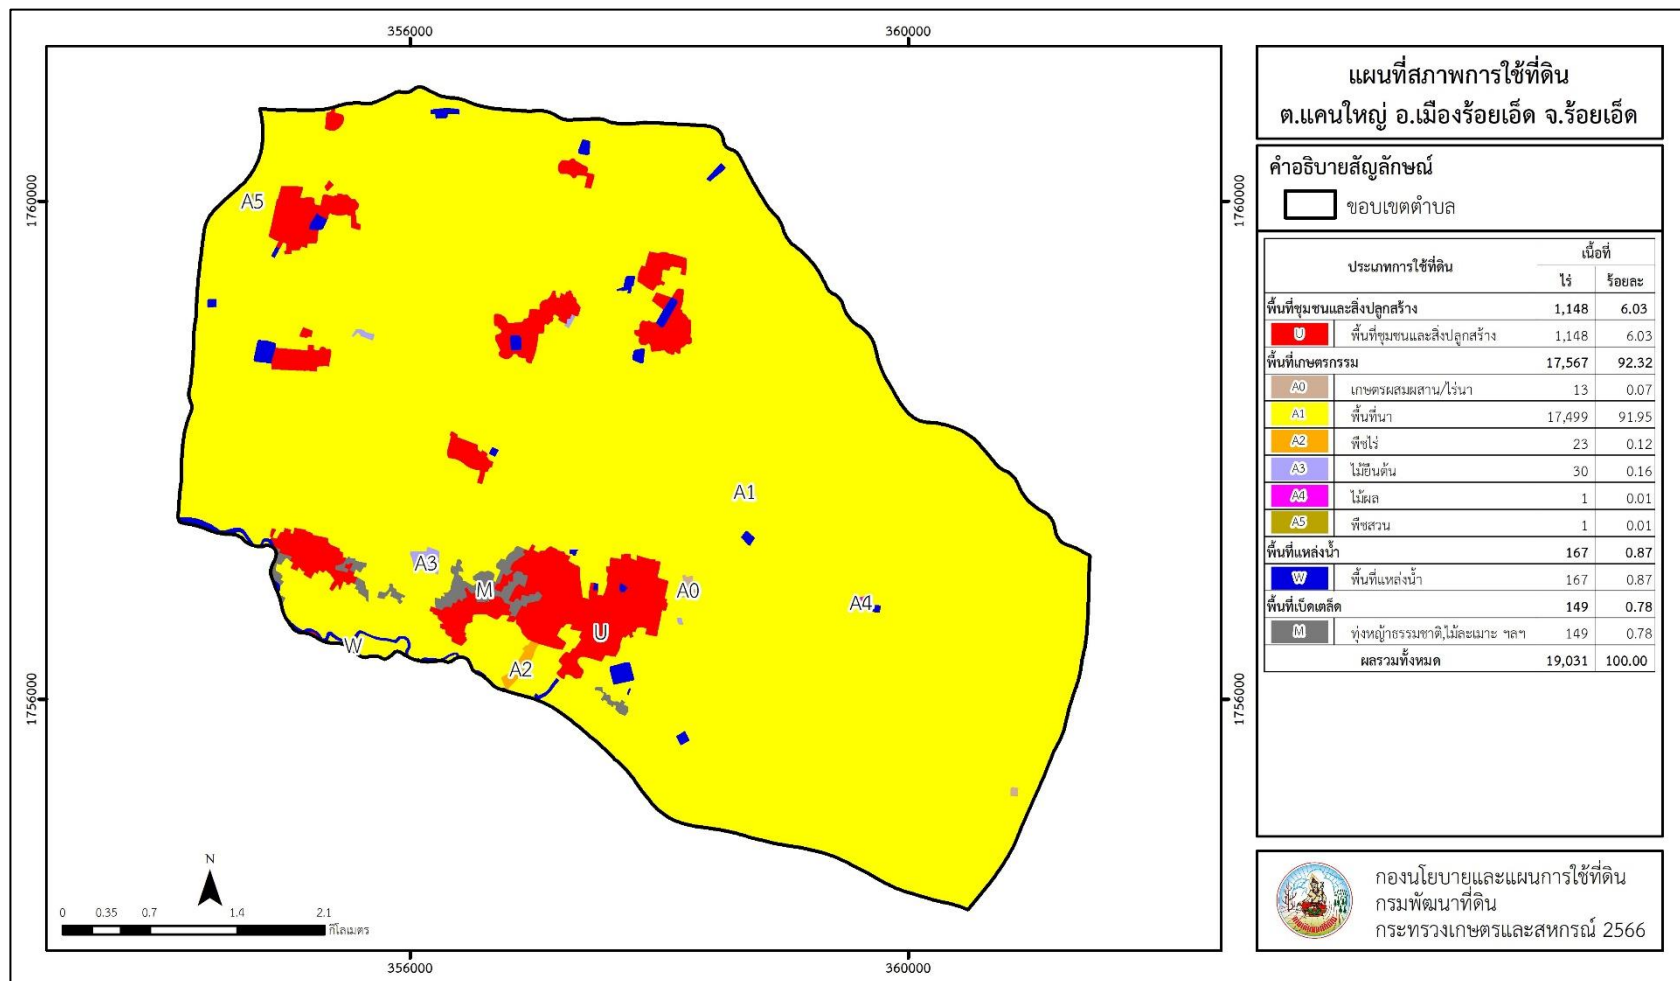 356000
360000
1760000
1760000
1756000
1756000
A5
A1
A3
M
A0
A4
U
W
A2
N
0 0.35 0.7 1.4 2.1
กิโลเมตร
356000
360000
แผนที่สภาพการใช้ที่ดิน
ต.แคนใหญ่ อ.เมืองร้อยเอ็ด จ.ร้อยเอ็ด
คำอธิบายสัญลักษณ์
ขอบเขตตำบล
ประเภทการใช้ที่ดิน เนื้อที่
ไร่ ร้อยละ
พื้นที่ชุมชนและสิ่งปลูกสร้าง 1,148 6.03
U พื้นที่ชุมชนและสิ่งปลูกสร้าง 1,148 6.03
พื้นที่เกษตรกรรม 17,567 92.32
A0 เกษตรผสมผสาน/ไร่นา 13 0.07
A1 พื้นที่นา 17,499 91.95
A2 พืชไร่ 23 0.12
A3 ไม้ยืนต้น 30 0.16
A4 ไม้ผล 1 0.01
A5 พืชสวน 1 0.01
พื้นที่แหล่งน้ำ 167 0.87
W พื้นที่แหล่งน้ำ 167 0.87
พื้นที่เบ็ดเตล็ด 149 0.78
M ทุ่งหญ้าธรรมชาติ,ไม้ละเมาะ ฯลฯ 149 0.78
ผลรวมทั้งหมด 19,031 100.00
กองนโยบายและแผนการใช้ที่ดิน
กรมพัฒนาที่ดิน
กระทรวงเกษตรและสหกรณ์ 2566